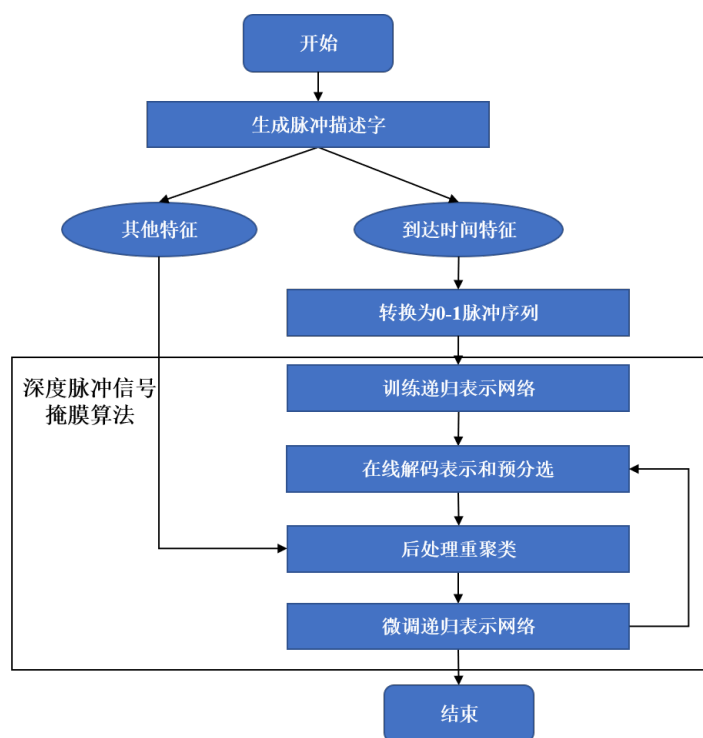 开始
生成脉冲描述字
其他特征
到达时间特征
转换为0-1脉冲序列
深度脉冲信号
掩膜算法
训练递归表示网络
在线解码表示和预分选
后处理重聚类
微调递归表示网络
结束